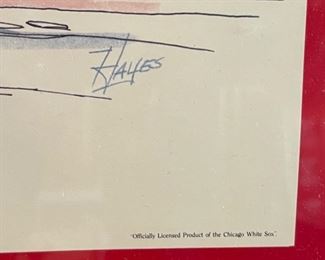 Hayes
"Officially Licensed Product of the Chicago White Sox".